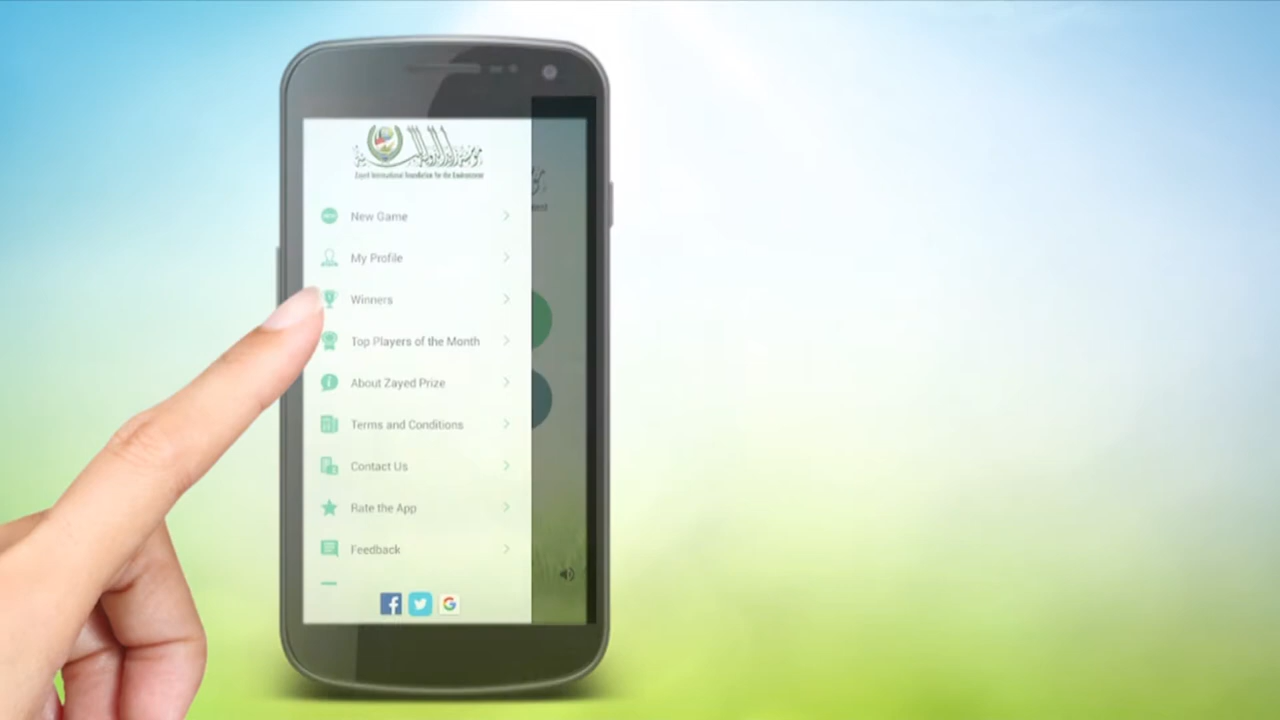 Zayed International Foundation for the Environment
New Game
My Profile
Winners
Top Players of the Month
About Zayed Prize
Terms and Conditions
Contact Us
Rate the App
Feedback